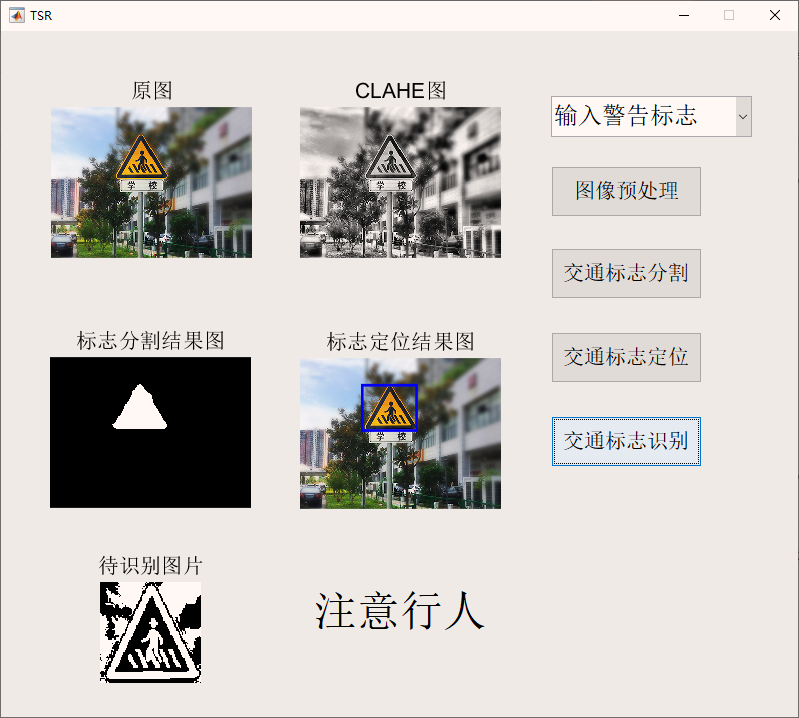 TSR
原图
CLAHE图
输入警告标志
学 校
学 校
图像预处理
交通标志分割
标志分割结果图
标志定位结果图
交通标志定位
学 校
交通标志识别
待识别图片
注意行人